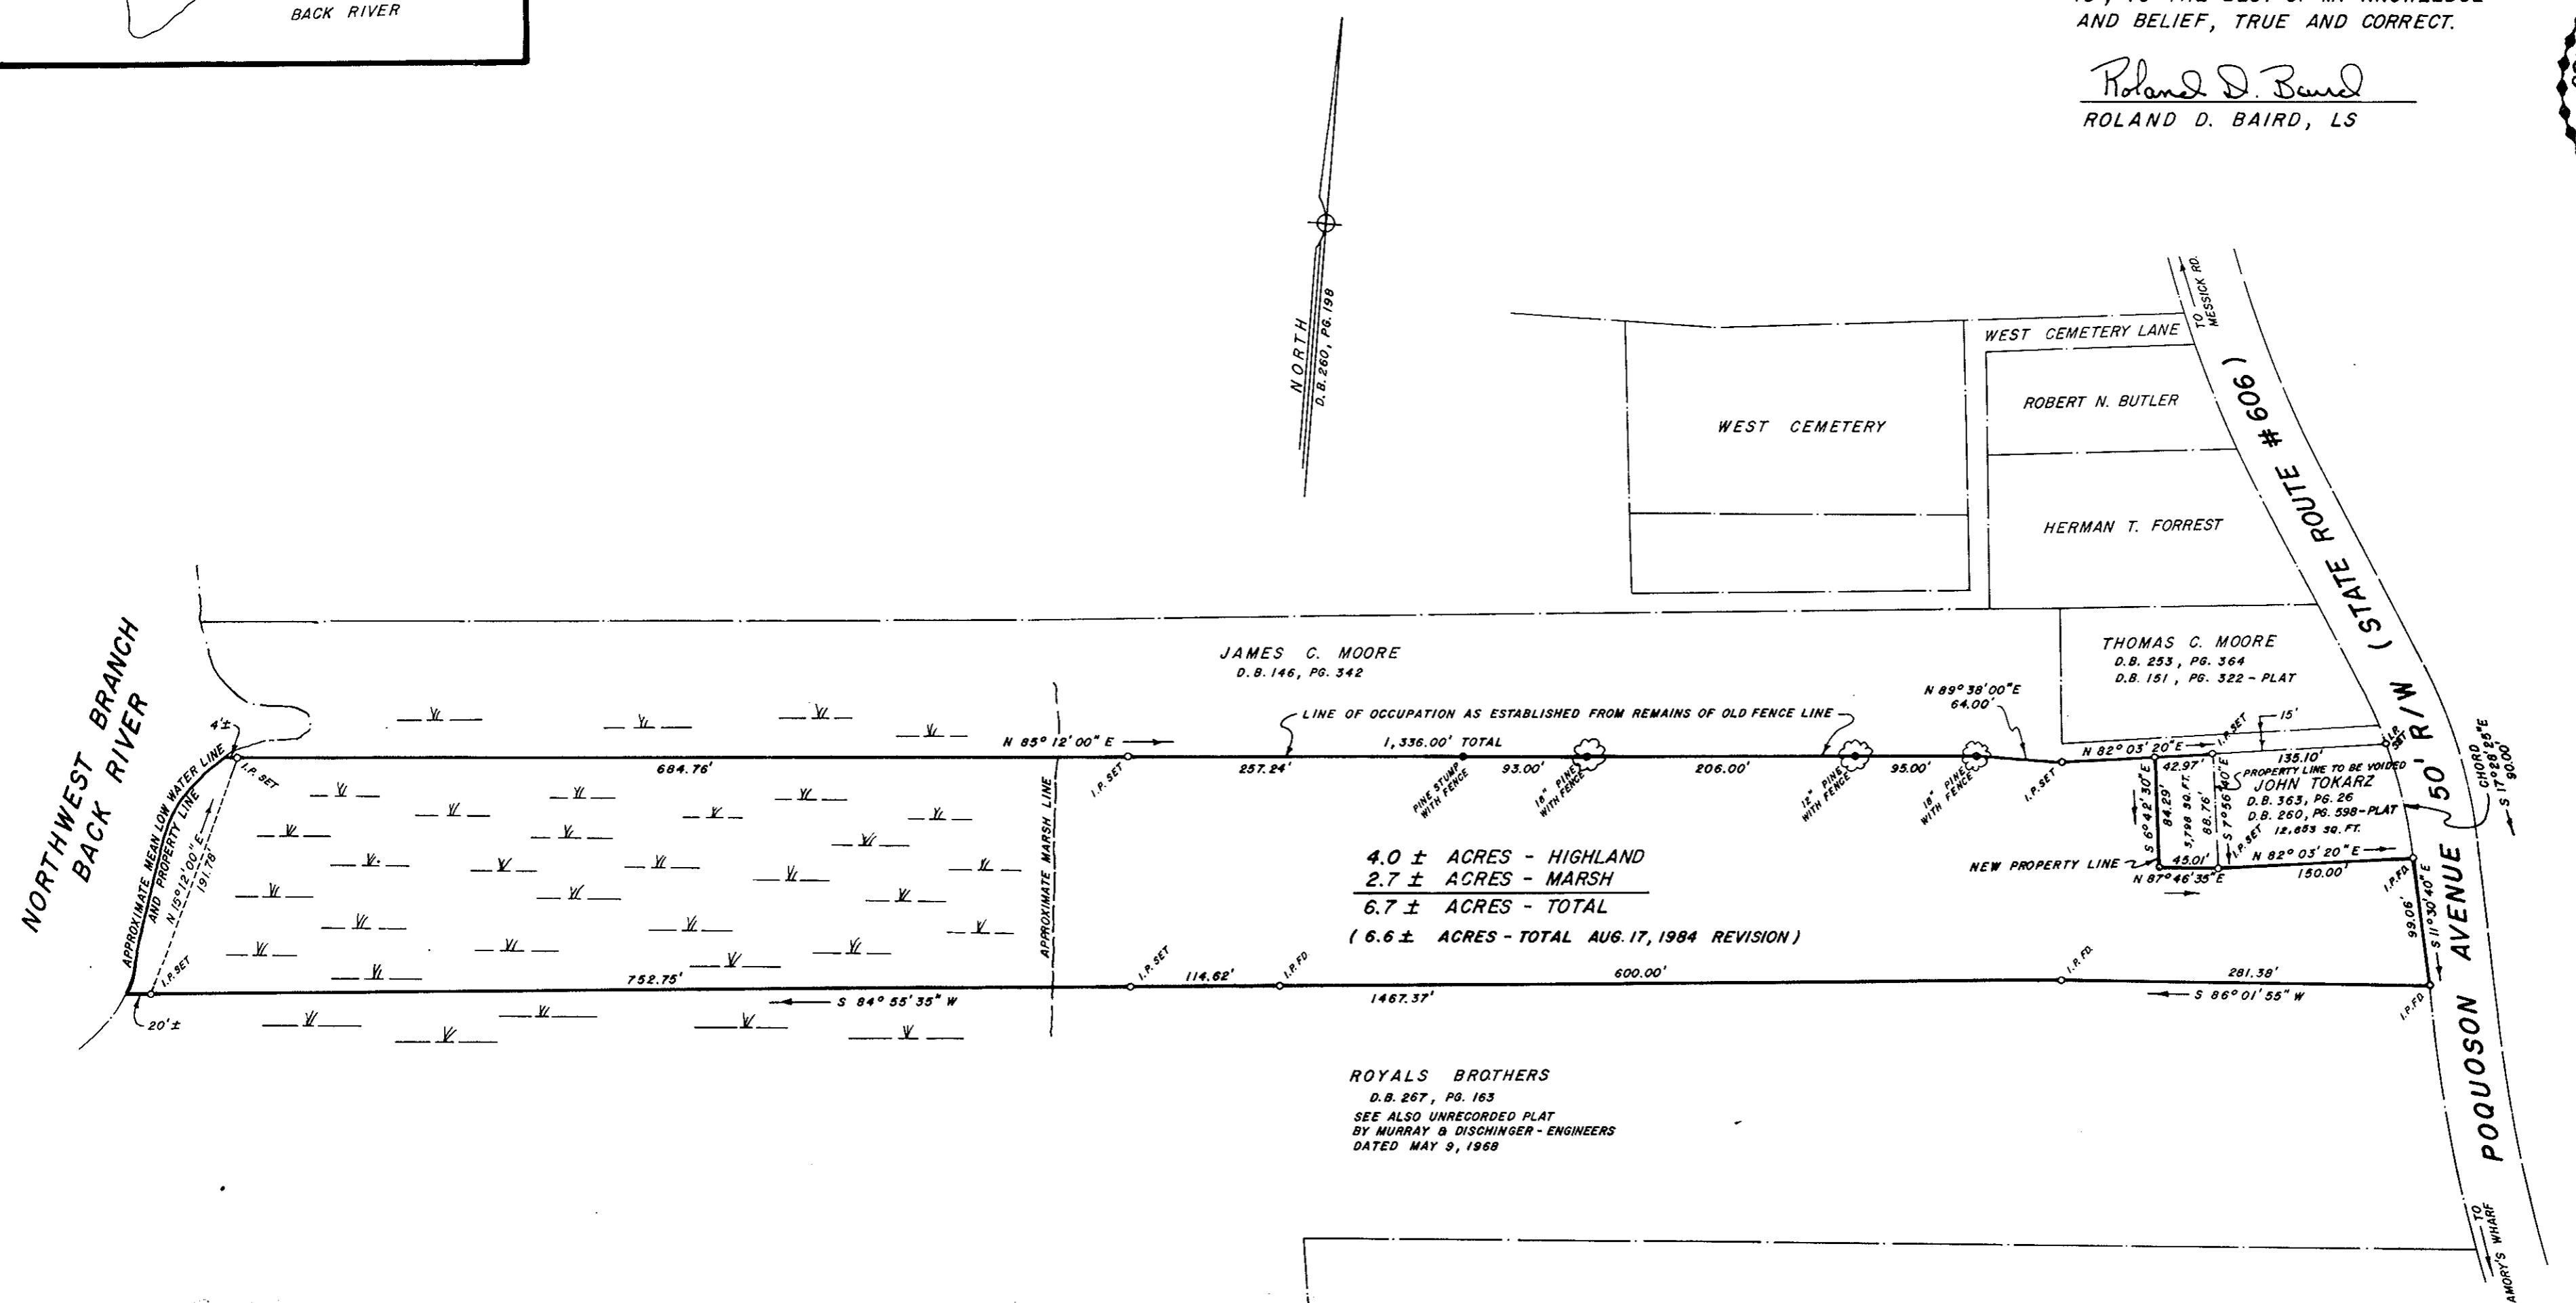 BACK RIVER
AND BELIEF, TRUE AND CORRECT.
Roland D. Baird
ROLAND D. BAIRD, LS
NORTH
D.B. 260, PG. 198
TO
MESSICK RD.
WEST CEMETERY LANE
ROBERT N. BUTLER
WEST CEMETERY
HERMAN T. FORREST
POQUOSON AVENUE 50' R/W (STATE ROUTE #606)
NORTHWEST BRANCH
BACK RIVER
JAMES C. MOORE
D.B. 146, PG. 342
THOMAS C. MOORE
D.B. 253, PG. 364
D.B. 151, PG. 322-PLAT
N 89° 38' 00" E
64.00'
LINE OF OCCUPATION AS ESTABLISHED FROM REMAINS OF OLD FENCE LINE
4'±
N 85° 12' 00" E
1,336.00' TOTAL
684.76'
257.24'
93.00'
206.00'
95.00'
I.P. SET
I.P. SET
PINE STUMP
WITH FENCE
18" PINE
WITH FENCE
12" PINE
WITH FENCE
18" PINE
WITH FENCE
I.P. SET
N 82° 03' 20" E
I.P. SET
15'
I.P.
SET
42.97'
135.10'
PROPERTY LINE TO BE VOIDED
JOHN TOKARZ
D.B. 363, PG. 26
D.B. 260, PG. 598-PLAT
12,653 SQ. FT.
S 6° 42' 30" E
84.29'
5,798 SQ. FT.
88.76'
S 7° 56' 40" E
I.P. SET
CHORD
S 17° 28' 25" E
90.00'
NEW PROPERTY LINE
45.01'
N 87° 46' 35" E
N 82° 03' 20" E
150.00'
I.P. FD.
99.06'
S 11° 30' 40" E
APPROXIMATE MEAN LOW WATER LINE
AND PROPERTY LINE
N 15° 12' 00" E
191.78'
APPROXIMATE MARSH LINE
4.0 ± ACRES - HIGHLAND
2.7 ± ACRES - MARSH
6.7 ± ACRES - TOTAL
( 6.6 ± ACRES - TOTAL AUG. 17, 1984 REVISION )
I.P. SET
752.75'
I.P. SET
114.62'
I.P. FD.
600.00'
I.P. FD.
281.38'
20'±
S 84° 55' 35" W
1467.37'
S 86° 01' 55" W
I.P. FD.
ROYALS BROTHERS
D.B. 267, PG. 163
SEE ALSO UNRECORDED PLAT
BY MURRAY & DISCHINGER - ENGINEERS
DATED MAY 9, 1968
TO
AMORY'S WHARF